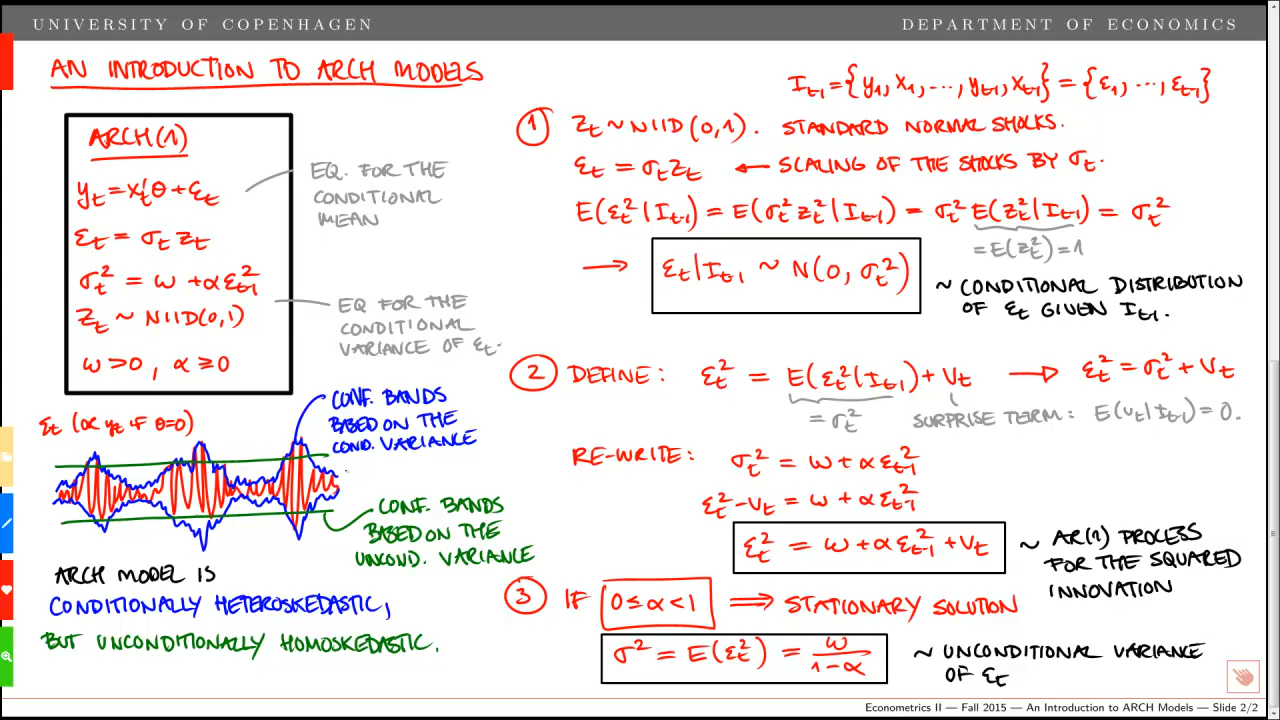 UNIVERSITY OF COPENHAGEN
DEPARTMENT OF ECONOMICS
AN INTRODUCTION TO ARCH MODELS
ARCH(1)
y_t = x_t'θ + ε_t
ε_t = σ_t z_t
σ_t² = ω + αε_{t-1}²
z_t ~ NIID(0,1)
ω > 0, α ≥ 0
EQ. FOR THE
CONDITIONAL
MEAN
EQ FOR THE
CONDITIONAL
VARIANCE OF ε_t.
ε_t (OR y_t IF θ=0)
CONF. BANDS
BASED ON THE
COND. VARIANCE
CONF. BANDS
BASED ON THE
UNCOND. VARIANCE
ARCH MODEL IS
CONDITIONALLY HETEROSKEDASTIC,
BUT UNCONDITIONALLY HOMOSKEDASTIC.
I_{t-1} = {y_1, x_1, ..., y_{t-1}, x_{t-1}} = {ε_1, ..., ε_{t-1}}
1 z_t ~ NIID(0,1). STANDARD NORMAL SHOCKS.
ε_t = σ_t z_t ← SCALING OF THE SHOCKS BY σ_t.
E(ε_t²|I_{t-1}) = E(σ_t² z_t²|I_{t-1}) = σ_t² E(z_t²|I_{t-1}) = σ_t²
= E(z_t²) = 1
→ ε_t|I_{t-1} ~ N(0, σ_t²)
~ CONDITIONAL DISTRIBUTION
OF ε_t GIVEN I_{t-1}.
2 DEFINE: ε_t² = E(ε_t²|I_{t-1}) + v_t → ε_t² = σ_t² + v_t
= σ_t² SURPRISE TERM: E(v_t|I_{t-1}) = 0.
RE-WRITE: σ_t² = ω + αε_{t-1}²
ε_t² - v_t = ω + αε_{t-1}²
ε_t² = ω + αε_{t-1}² + v_t
~ AR(1) PROCESS
FOR THE SQUARED
INNOVATION
3 IF 0 ≤ α < 1 ⟹ STATIONARY SOLUTION
σ² = E(ε_t²) = ω/(1-α)
~ UNCONDITIONAL VARIANCE
OF ε_t
Econometrics II — Fall 2015 — An Introduction to ARCH Models — Slide 2/2